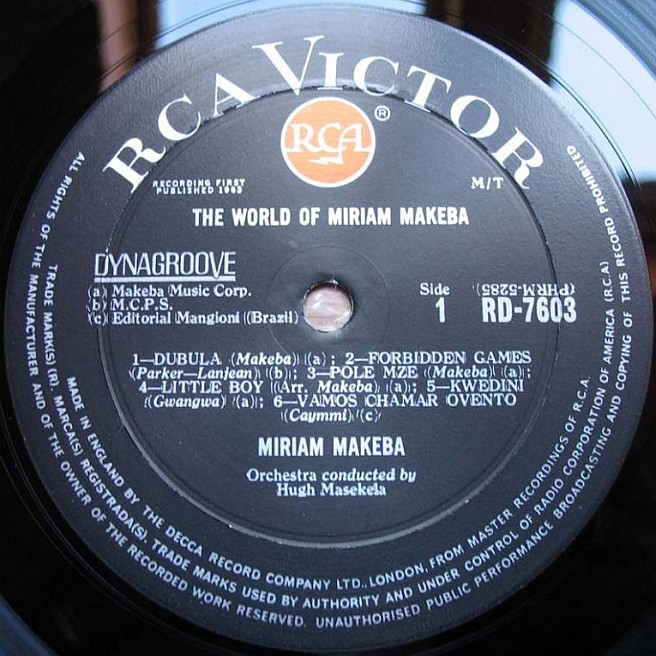 RCA VICTOR
RCA
®
RECORDING FIRST
PUBLISHED 1963
M/T
THE WORLD OF MIRIAM MAKEBA
DYNAGROOVE
(a) Makeba Music Corp.
(b) M.C.P.S.
(c) Editorial Mangioni (Brazil)
Side
1
(PHRM-5285)
RD-7603
1—DUBULA (Makeba) (a); 2—FORBIDDEN GAMES
(Parker—Lanjean) (b); 3—POLE MZE (Makeba) (a);
4—LITTLE BOY (Arr. Makeba) (a); 5—KWEDINI
(Gwangwa) (a); 6—VAMOS CHAMAR OVENTO
(Caymmi) (c)
MIRIAM MAKEBA
Orchestra conducted by
Hugh Masekela
ALL RIGHTS OF THE MANUFACTURER AND OF THE OWNER OF THE RECORDED WORK RESERVED. UNAUTHORISED PUBLIC PERFORMANCE BROADCASTING AND COPYING OF THIS RECORD PROHIBITED
TRADE MARK(S) (R). MARCA(S) REGISTRADA(S). TRADE MARKS USED BY AUTHORITY AND UNDER CONTROL OF RADIO CORPORATION OF AMERICA (R.C.A)
MADE IN ENGLAND BY THE DECCA RECORD COMPANY LTD., LONDON, FROM MASTER RECORDINGS OF R.C.A.